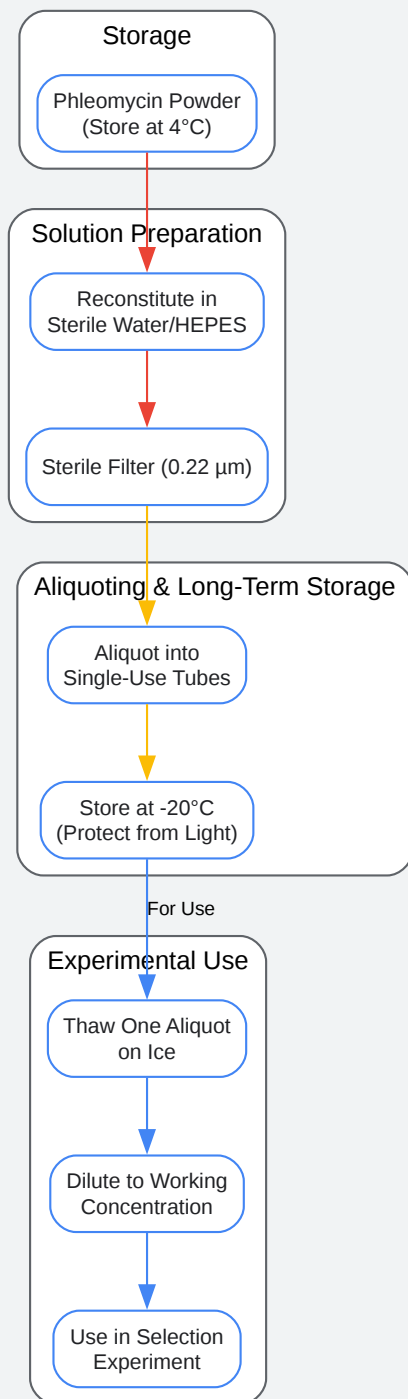 Storage
Phleomycin Powder
(Store at 4°C)
Solution Preparation
Reconstitute in
Sterile Water/HEPES
Sterile Filter (0.22 µm)
Aliquoting & Long-Term Storage
Aliquot into
Single-Use Tubes
Store at -20°C
(Protect from Light)
For Use
Experimental Use
Thaw One Aliquot
on Ice
Dilute to Working
Concentration
Use in Selection
Experiment